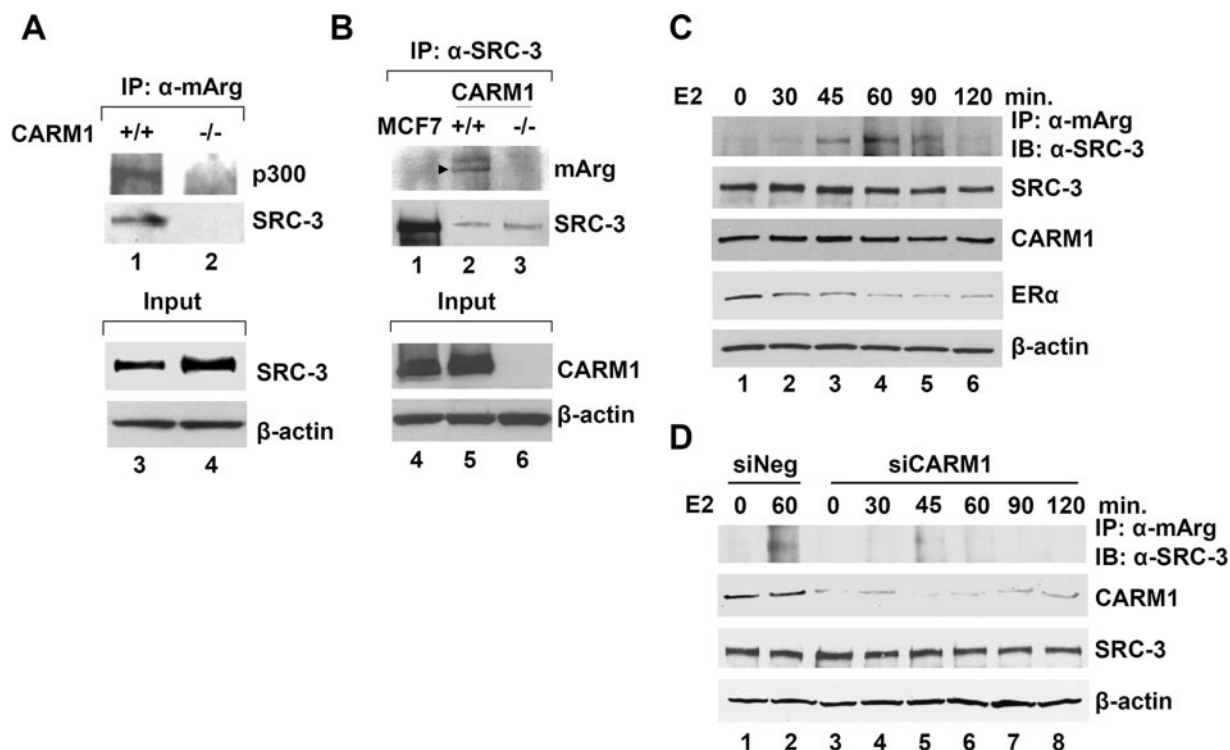 A
IP: α-mArg
CARM1 +/+ -/-
p300
SRC-3
1 2
Input
SRC-3
β-actin
3 4
B
IP: α-SRC-3
CARM1
MCF7 +/+ -/-
mArg
SRC-3
1 2 3
Input
CARM1
β-actin
4 5 6
C
E2 0 30 45 60 90 120 min.
IP: α-mArg
IB: α-SRC-3
SRC-3
CARM1
ERα
β-actin
1 2 3 4 5 6
D
siNeg siCARM1
E2 0 60 0 30 45 60 90 120 min.
IP: α-mArg
IB: α-SRC-3
CARM1
SRC-3
β-actin
1 2 3 4 5 6 7 8